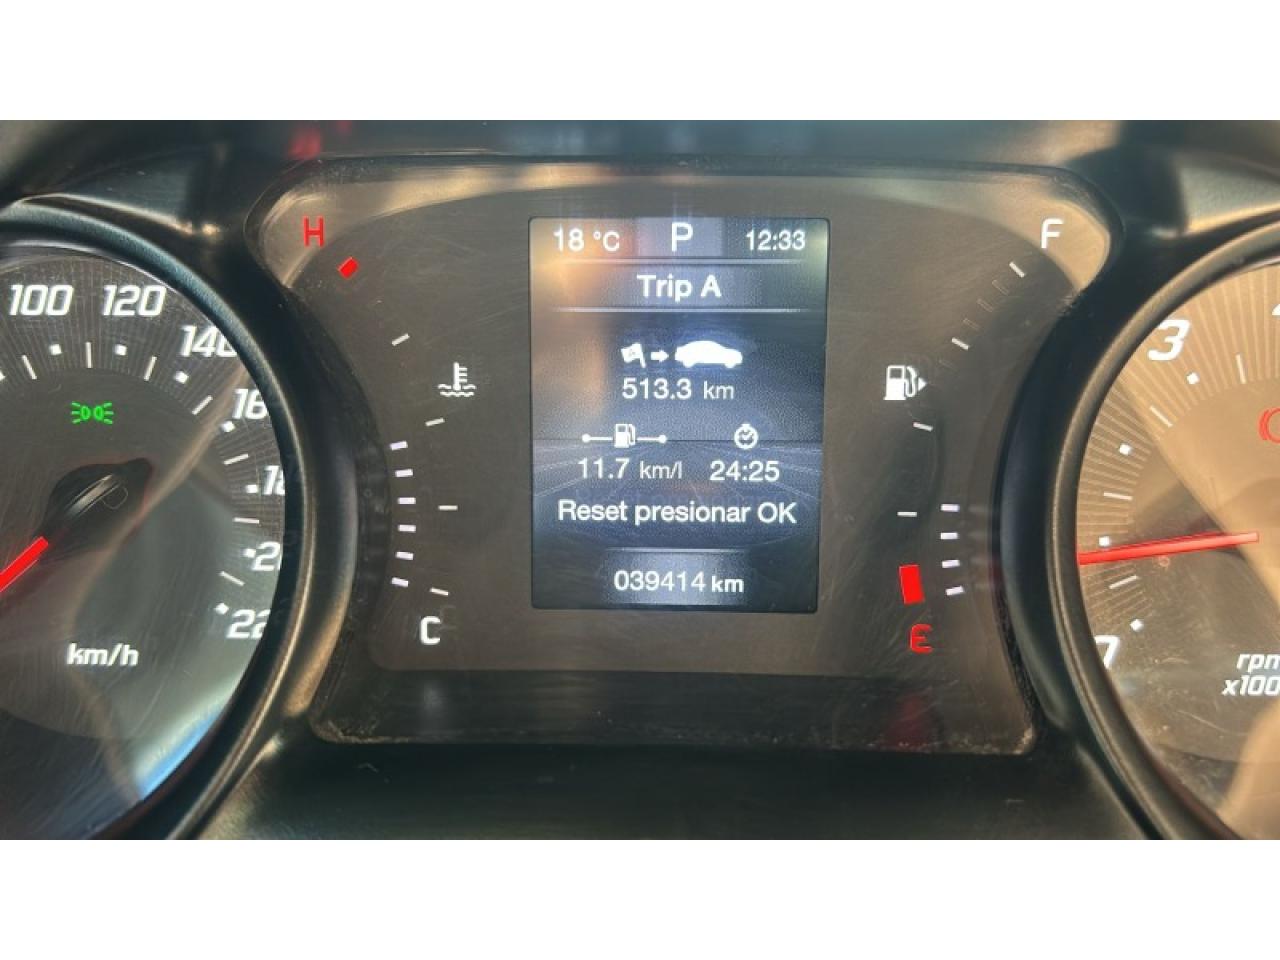 H
F
18 °C P 12:33
Trip A
513.3 km
11.7 km/l 24:25
Reset presionar OK
039414 km
C
E
100
120
140
km/h
3
rpm